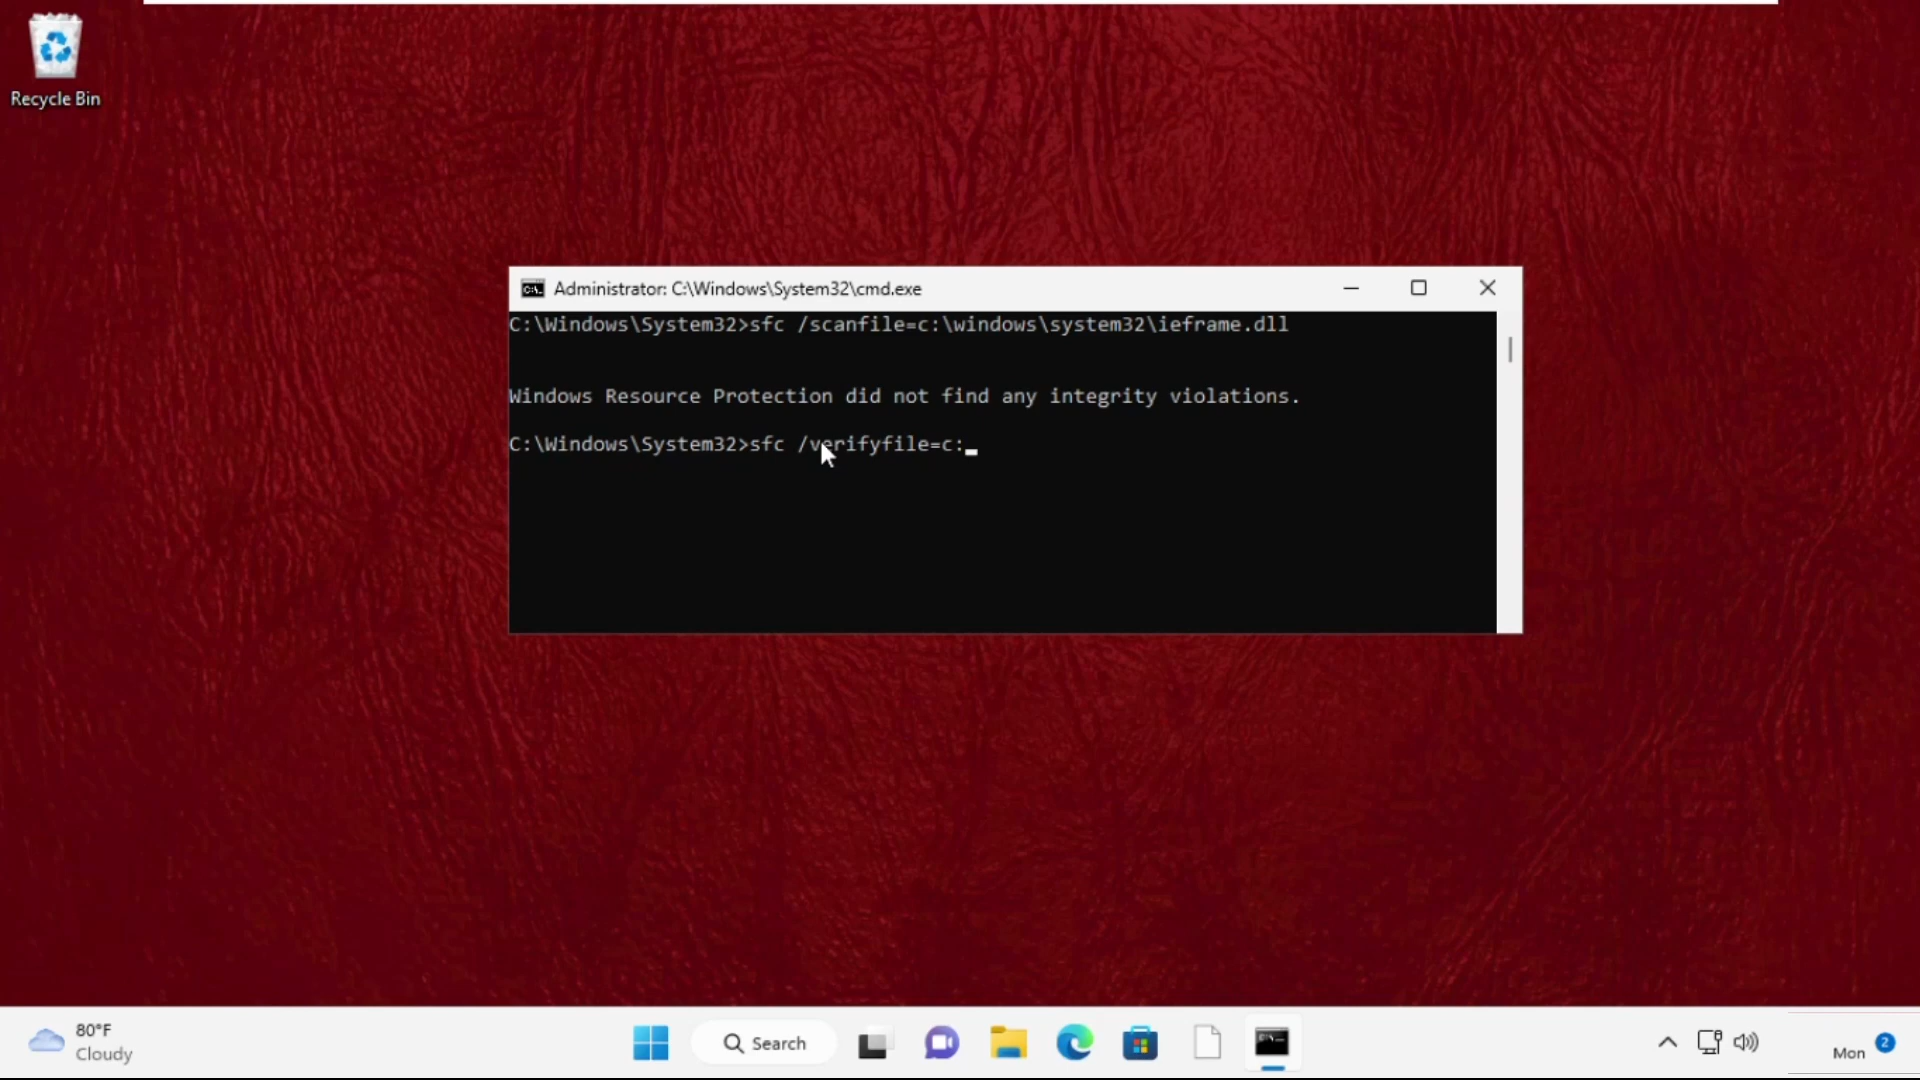 Recycle Bin
Administrator: C:\Windows\System32\cmd.exe
C:\Windows\System32>sfc /scanfile=c:\windows\system32\ieframe.dll
Windows Resource Protection did not find any integrity violations.
C:\Windows\System32>sfc /verifyfile=c:
80°F
Cloudy
Search
Mon
2